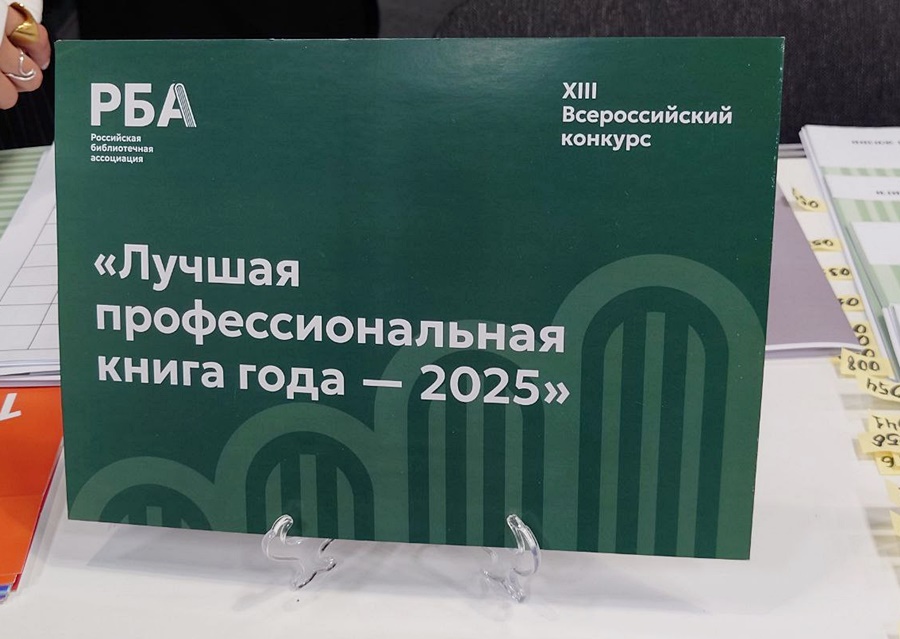 РБА
Российская
библиотечная
ассоциация
XIII
Всероссийский
конкурс
«Лучшая
профессиональная
книга года — 2025»